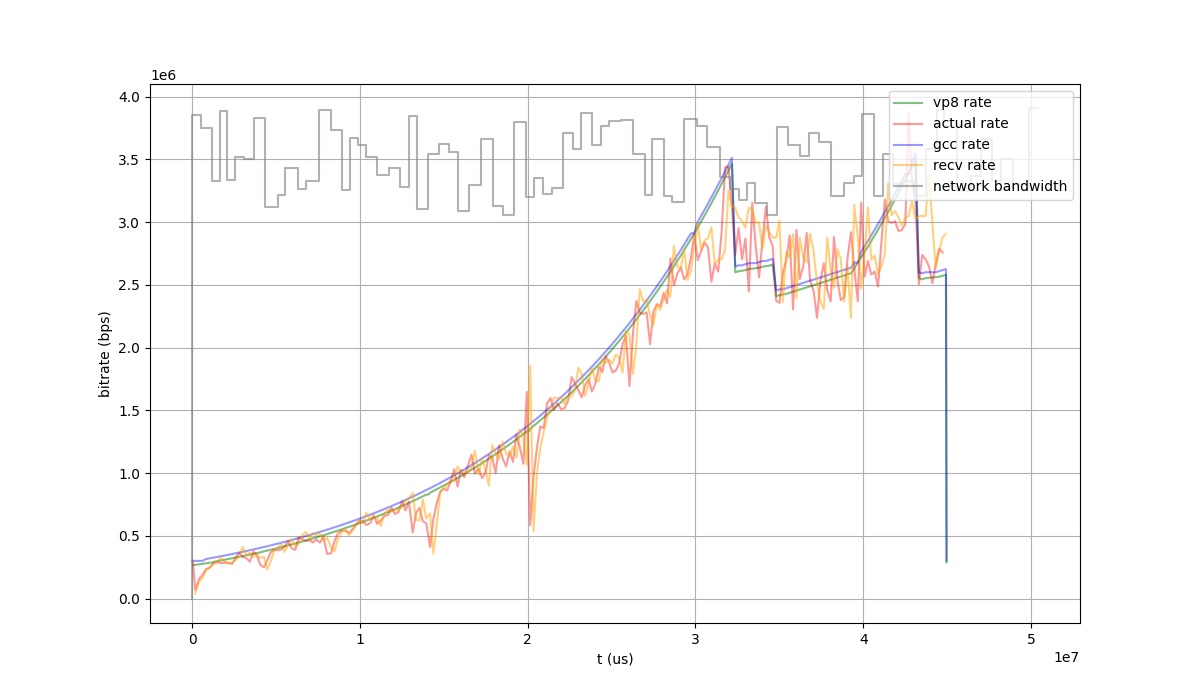 1e6
4.0
3.5
3.0
2.5
2.0
1.5
1.0
0.5
0.0
bitrate (bps)
vp8 rate
actual rate
gcc rate
recv rate
network bandwidth
0 1 2 3 4 5
t (us)
1e7